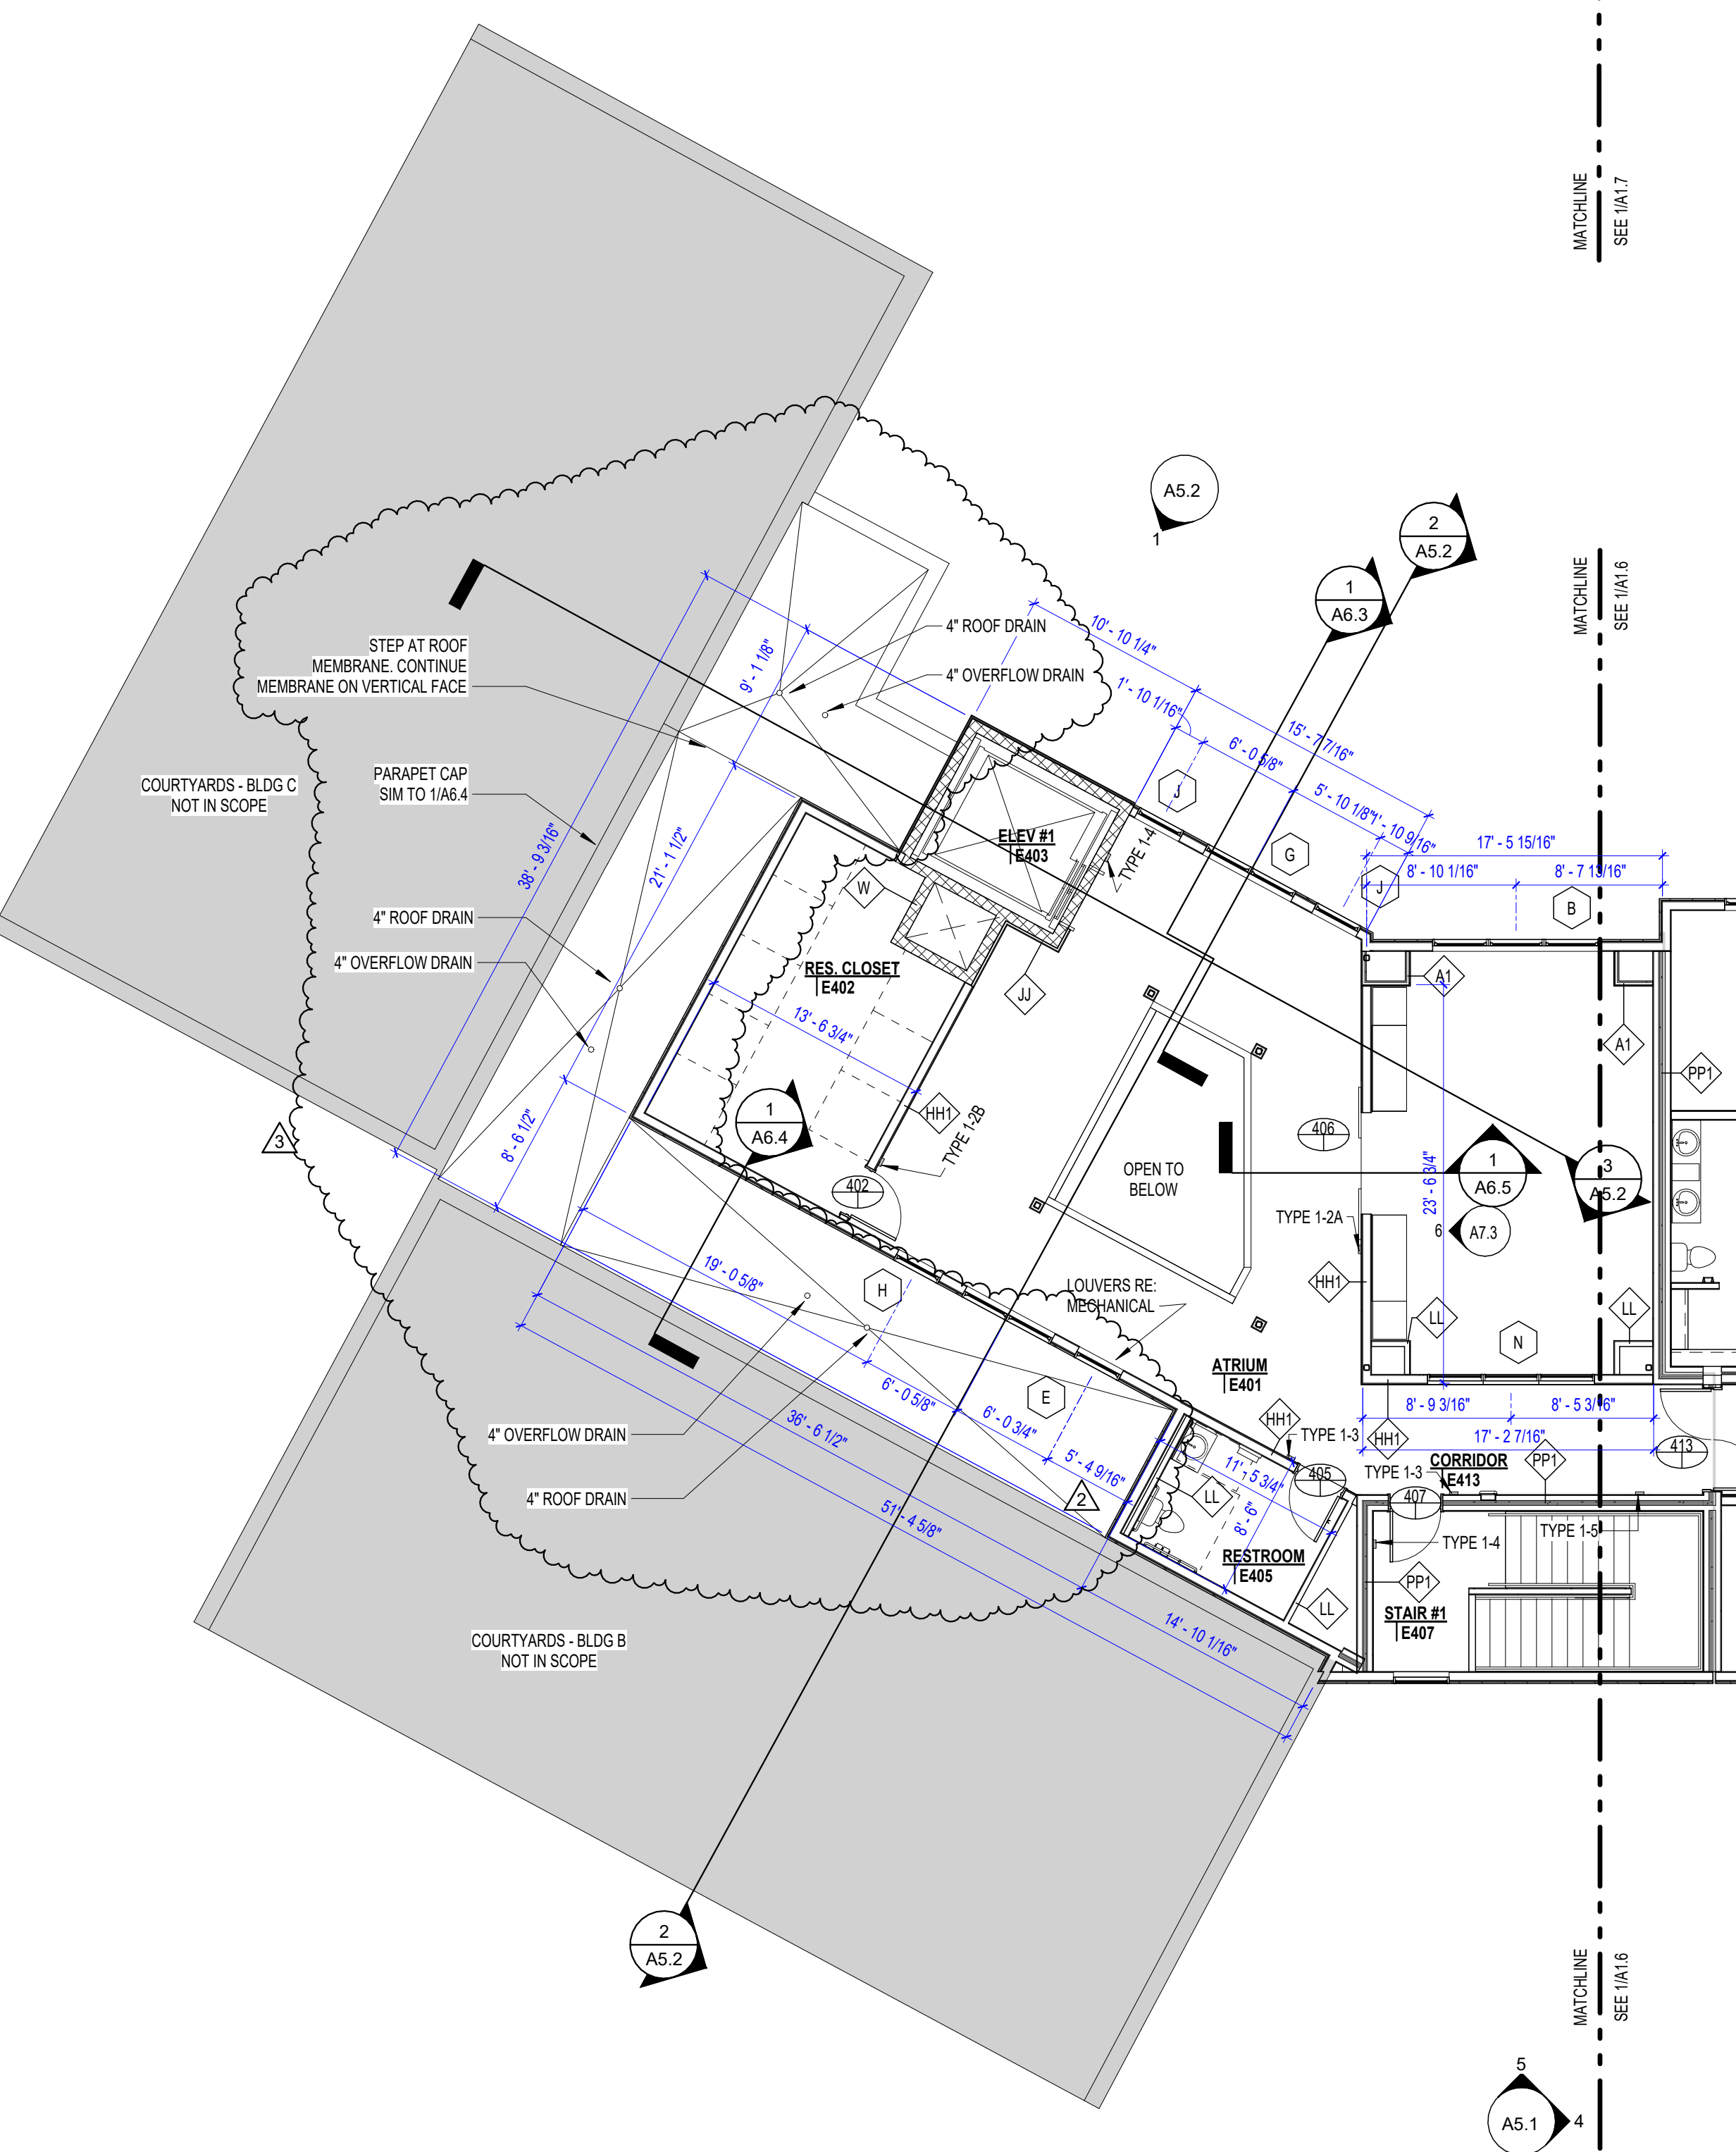 MATCHLINE
SEE 1/A1.7
A5.2
1
2
A5.2
1
A6.3
MATCHLINE
SEE 1/A1.6
4" ROOF DRAIN
4" OVERFLOW DRAIN
STEP AT ROOF
MEMBRANE. CONTINUE
MEMBRANE ON VERTICAL FACE
9' - 1 1/8"
10' - 10 1/4"
1' - 10 1/16"
15' - 7 7/16"
6' - 0 5/8"
5' - 10 1/8"
1' - 10 9/16"
J
G
J
COURTYARDS - BLDG C
NOT IN SCOPE
PARAPET CAP
SIM TO 1/A6.4
38' - 9 3/16"
21' - 1 1/2"
ELEV #1
E403
TYPE 1-4
17' - 5 15/16"
8' - 10 1/16"
8' - 7 13/16"
B
W
4" ROOF DRAIN
4" OVERFLOW DRAIN
RES. CLOSET
E402
JJ
A1
A1
PP1
13' - 6 3/4"
8' - 6 1/2"
1
A6.4
HH1
TYPE 1-2B
3
402
OPEN TO
BELOW
406
23' - 6 3/4"
1
A6.5
3
A5.2
TYPE 1-2A
6
A7.3
HH1
LL
LL
N
19' - 0 5/8"
H
LOUVERS RE:
MECHANICAL
ATRIUM
E401
E
6' - 0 5/8"
6' - 0 3/4"
5' - 4 9/16"
36' - 6 1/2"
51' - 4 5/8"
4" OVERFLOW DRAIN
4" ROOF DRAIN
2
HH1
TYPE 1-3
8' - 9 3/16"
8' - 5 3/16"
17' - 2 7/16"
HH1
PP1
413
CORRIDOR
E413
TYPE 1-3
11' - 5 3/4"
405
407
LL
8' - 6"
TYPE 1-5
TYPE 1-4
RESTROOM
E405
PP1
LL
STAIR #1
E407
14' - 10 1/16"
COURTYARDS - BLDG B
NOT IN SCOPE
2
A5.2
MATCHLINE
SEE 1/A1.6
5
A5.1
4